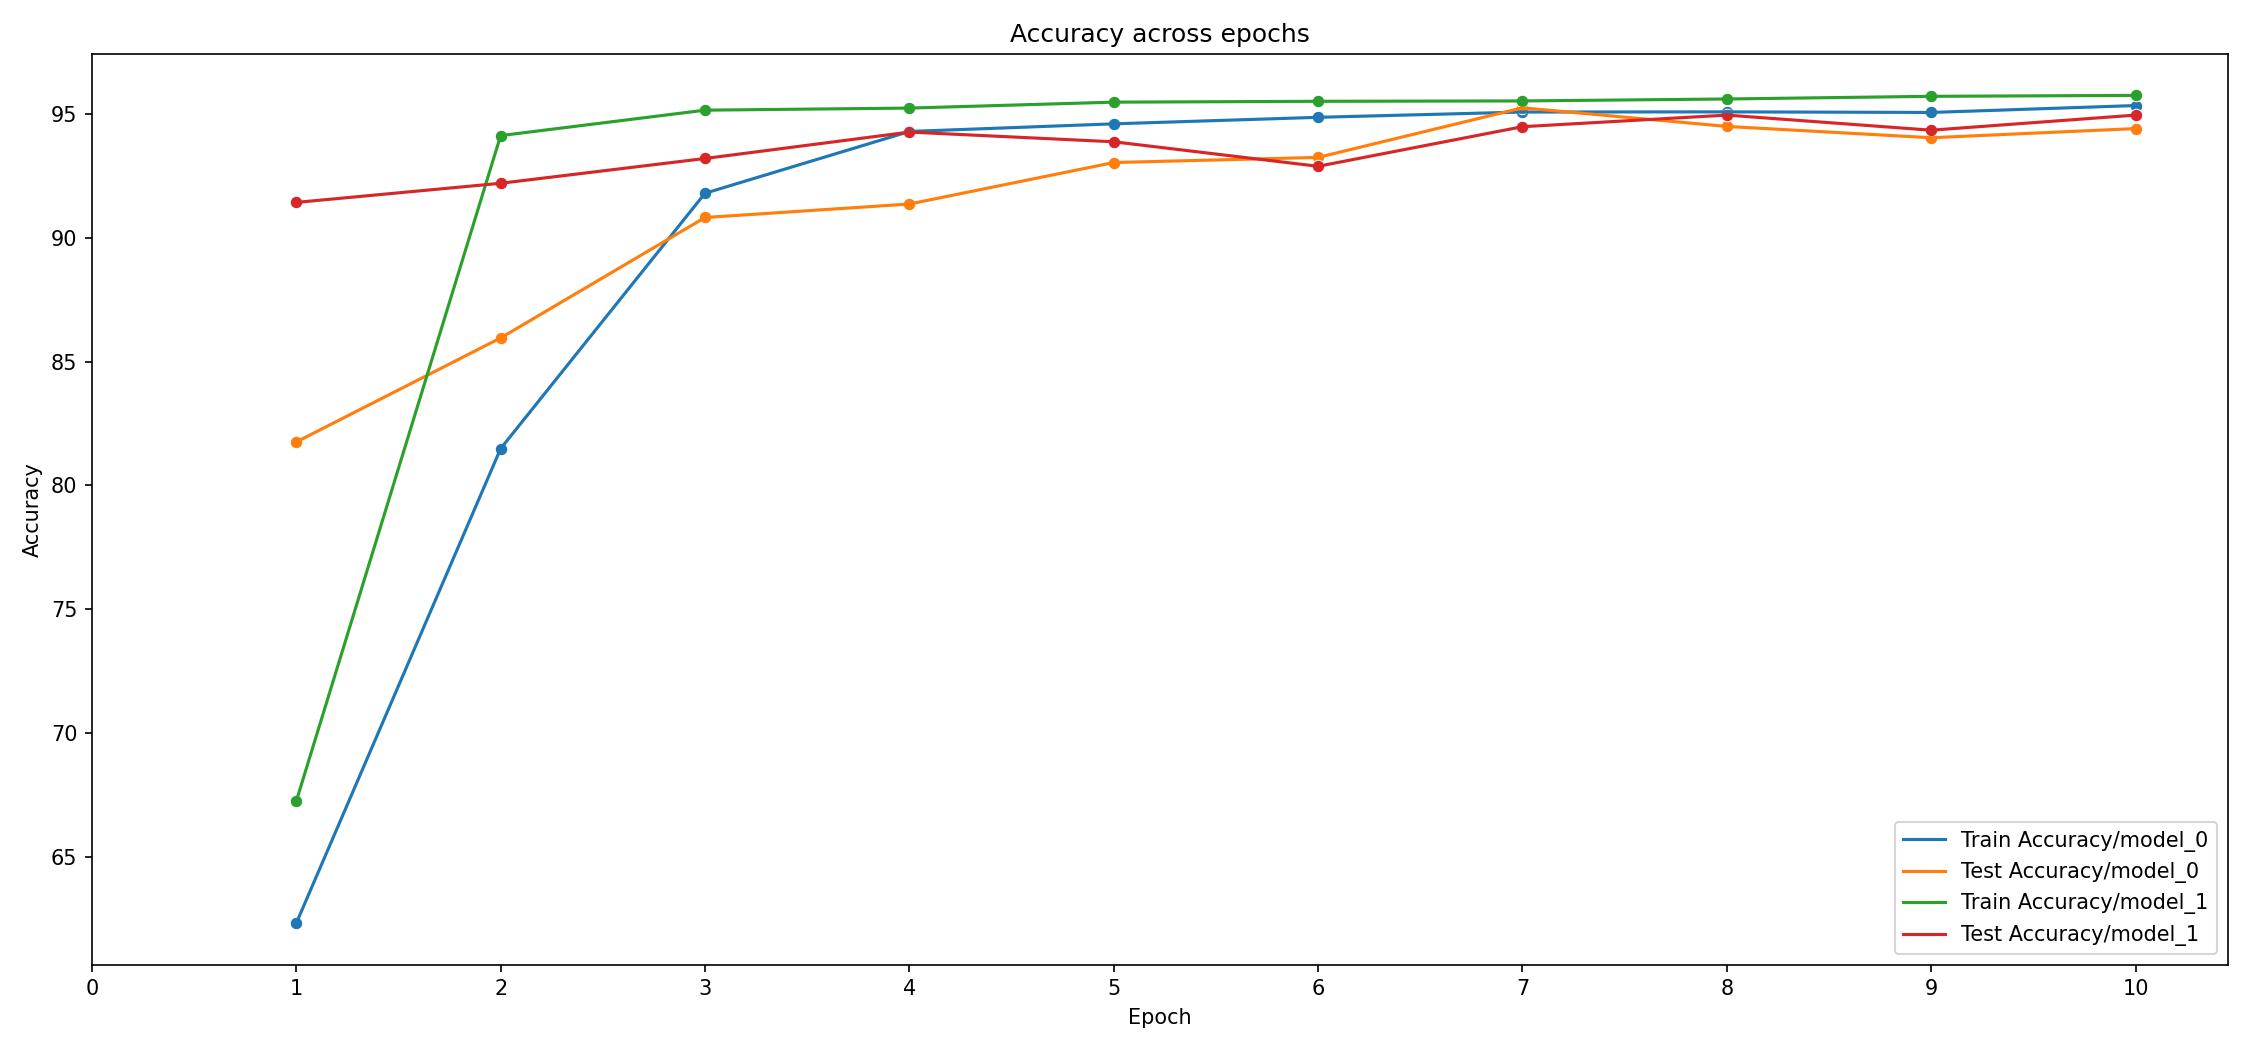 Accuracy across epochs
95
90
85
80
75
70
65
Accuracy
0 1 2 3 4 5 6 7 8 9 10
Epoch
Train Accuracy/model_0
Test Accuracy/model_0
Train Accuracy/model_1
Test Accuracy/model_1